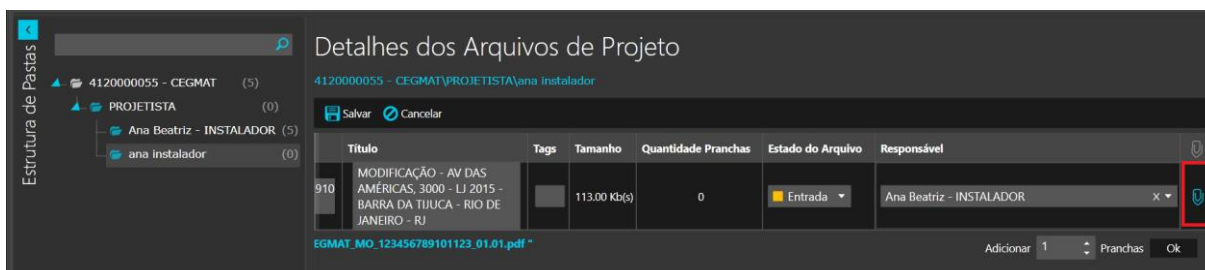 Estrutura de Pastas
4120000055 - CEGMAT (5)
PROJETISTA (0)
Ana Beatriz - INSTALADOR (5)
ana instalador (0)
Detalhes dos Arquivos de Projeto
4120000055 - CEGMAT\PROJETISTA\ana instalador
Salvar Cancelar
Título Tags Tamanho Quantidade Pranchas Estado do Arquivo Responsável
910
MODIFICAÇÃO - AV DAS
AMÉRICAS, 3000 - LJ 2015 -
BARRA DA TIJUCA - RIO DE
JANEIRO - RJ
113.00 Kb(s) 0 Entrada Ana Beatriz - INSTALADOR x
EGMAT_MO_123456789101123_01.01.pdf "
Adicionar 1 Pranchas Ok